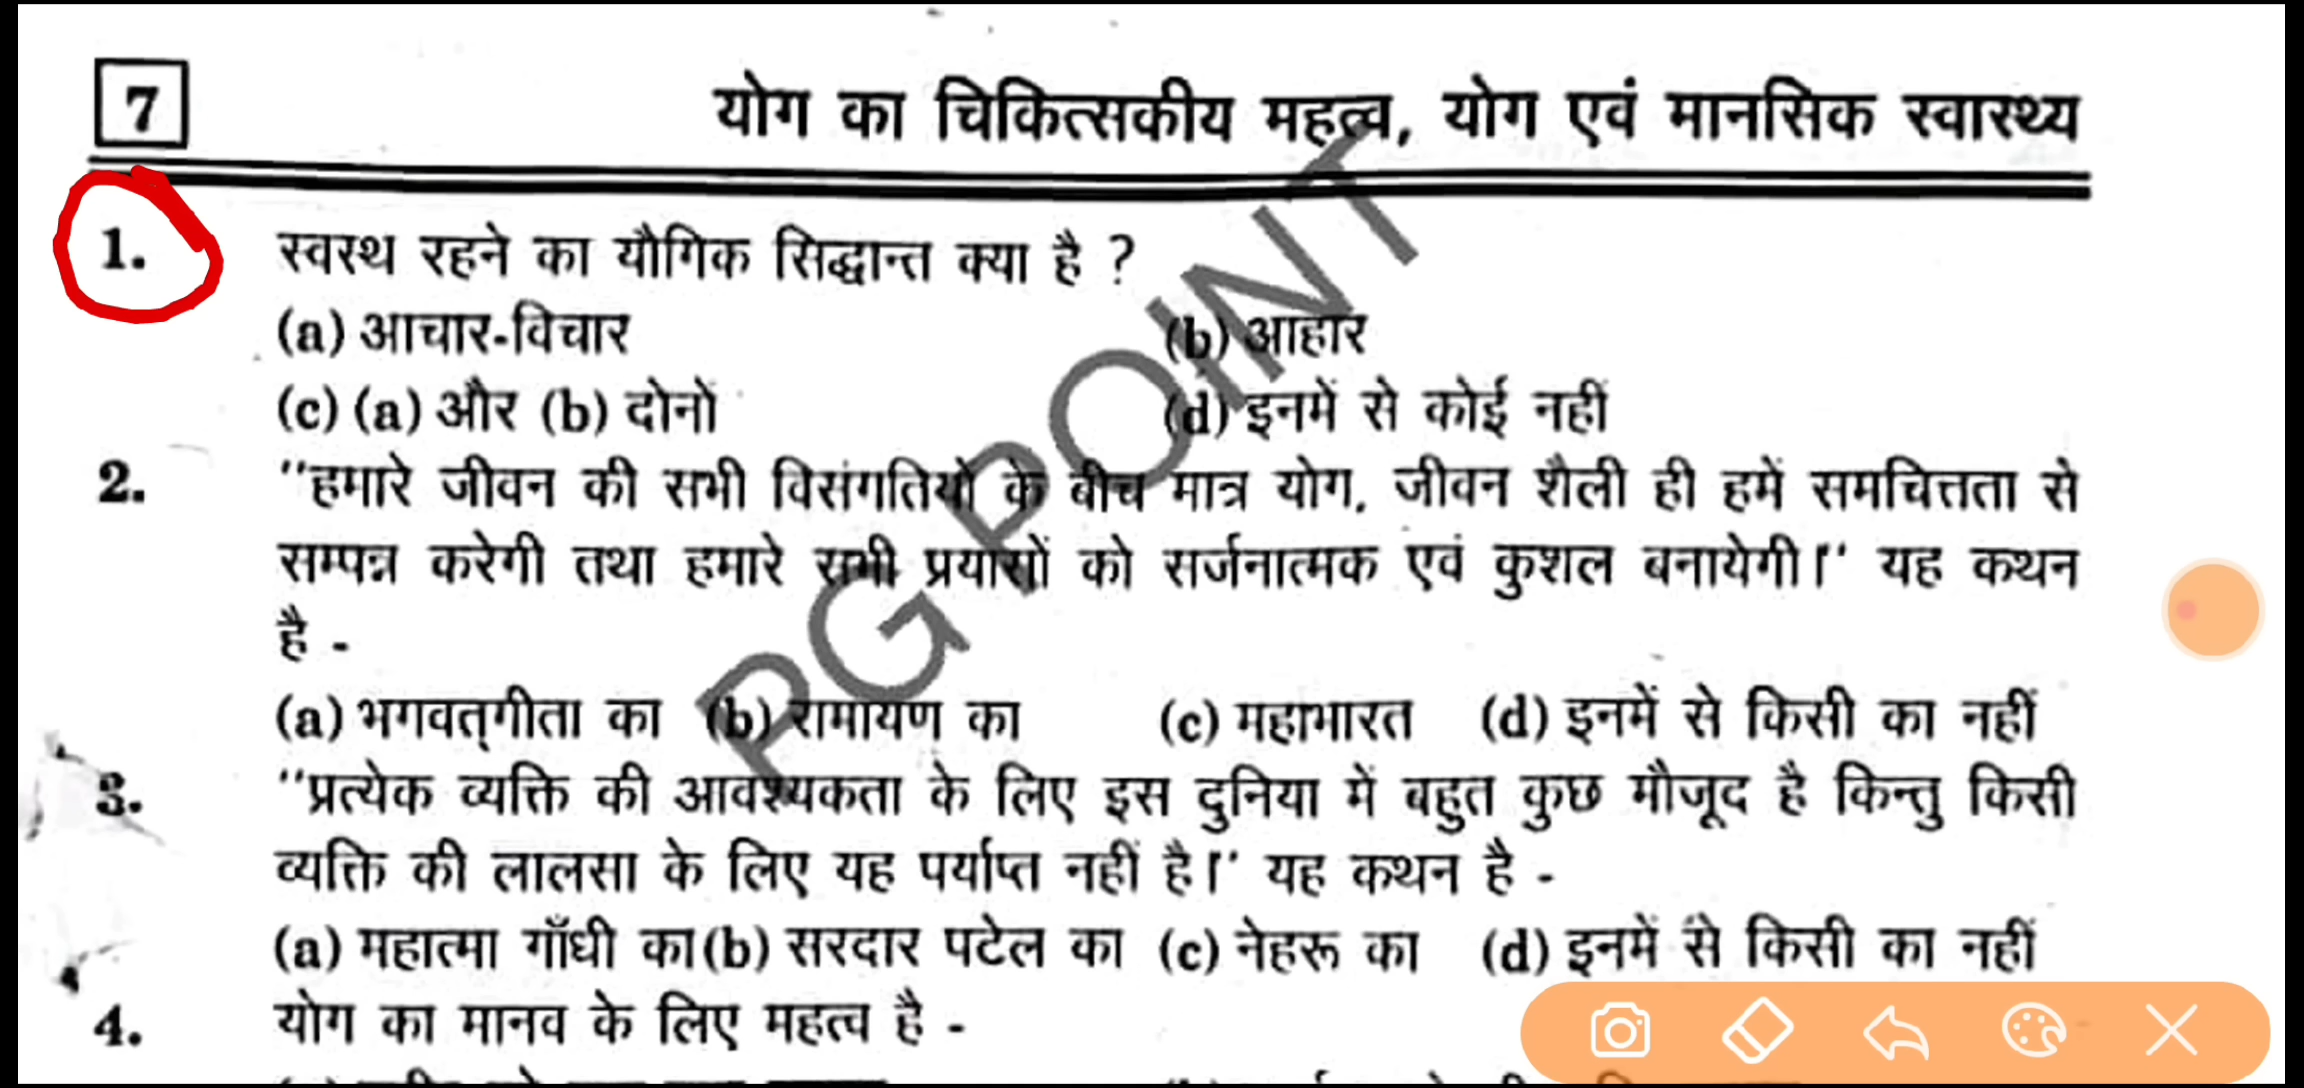 7
योग का चिकित्सकीय महत्व, योग एवं मानसिक स्वास्थ्य
1. स्वस्थ रहने का यौगिक सिद्धान्त क्या है ?
(a) आचार-विचार (b) आहार
(c) (a) और (b) दोनों (d) इनमें से कोई नहीं
2. "हमारे जीवन की सभी विसंगतियो के बीच मात्र योग, जीवन शैली ही हमें समचित्तता से
सम्पन्न करेगी तथा हमारे सभी प्रयासों को सर्जनात्मक एवं कुशल बनायेगी।" यह कथन
है -
(a) भगवत्गीता का (b) रामायण का (c) महाभारत (d) इनमें से किसी का नहीं
3. "प्रत्येक व्यक्ति की आवश्यकता के लिए इस दुनिया में बहुत कुछ मौजूद है किन्तु किसी
व्यक्ति की लालसा के लिए यह पर्याप्त नहीं है।" यह कथन है -
(a) महात्मा गाँधी का (b) सरदार पटेल का (c) नेहरू का (d) इनमें से किसी का नहीं
4. योग का मानव के लिए महत्व है -
PG POINT